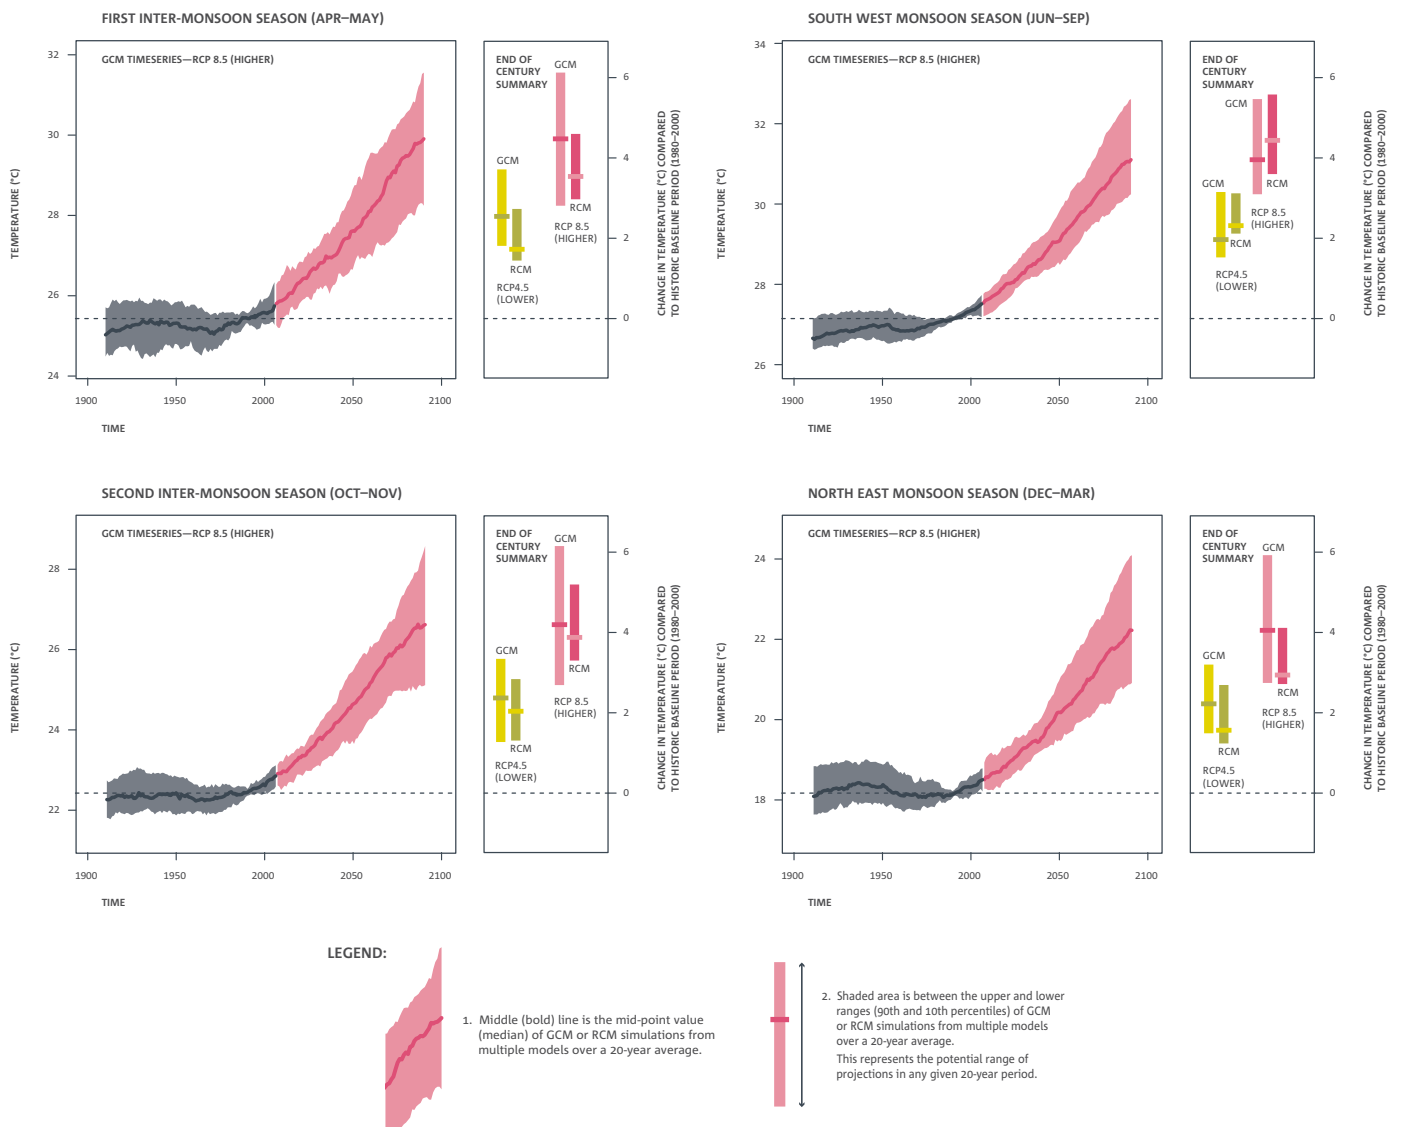 FIRST INTER-MONSOON SEASON (APR–MAY)
GCM TIMESERIES—RCP 8.5 (HIGHER)
32
30
28
26
24
TEMPERATURE (°C)
1900
1950
2000
2050
2100
TIME
END OF
CENTURY
SUMMARY
GCM
GCM
RCM
RCP 8.5
(HIGHER)
RCM
RCP4.5
(LOWER)
6
4
2
0
CHANGE IN TEMPERATURE (°C) COMPARED
TO HISTORIC BASELINE PERIOD (1980–2000)
SOUTH WEST MONSOON SEASON (JUN–SEP)
GCM TIMESERIES—RCP 8.5 (HIGHER)
34
32
30
28
26
TEMPERATURE (°C)
1900
1950
2000
2050
2100
TIME
END OF
CENTURY
SUMMARY
GCM
GCM
RCM
RCP 8.5
(HIGHER)
RCM
RCP4.5
(LOWER)
6
4
2
0
CHANGE IN TEMPERATURE (°C) COMPARED
TO HISTORIC BASELINE PERIOD (1980–2000)
SECOND INTER-MONSOON SEASON (OCT–NOV)
GCM TIMESERIES—RCP 8.5 (HIGHER)
28
26
24
22
TEMPERATURE (°C)
1900
1950
2000
2050
2100
TIME
END OF
CENTURY
SUMMARY
GCM
GCM
RCM
RCP 8.5
(HIGHER)
RCM
RCP4.5
(LOWER)
6
4
2
0
CHANGE IN TEMPERATURE (°C) COMPARED
TO HISTORIC BASELINE PERIOD (1980–2000)
NORTH EAST MONSOON SEASON (DEC–MAR)
GCM TIMESERIES—RCP 8.5 (HIGHER)
24
22
20
18
TEMPERATURE (°C)
1900
1950
2000
2050
2100
TIME
END OF
CENTURY
SUMMARY
GCM
GCM
RCM
RCP 8.5
(HIGHER)
RCM
RCP4.5
(LOWER)
6
4
2
0
CHANGE IN TEMPERATURE (°C) COMPARED
TO HISTORIC BASELINE PERIOD (1980–2000)
LEGEND:
1. Middle (bold) line is the mid-point value
(median) of GCM or RCM simulations from
multiple models over a 20-year average.
2. Shaded area is between the upper and lower
ranges (90th and 10th percentiles) of GCM
or RCM simulations from multiple models
over a 20-year average.
This represents the potential range of
projections in any given 20-year period.